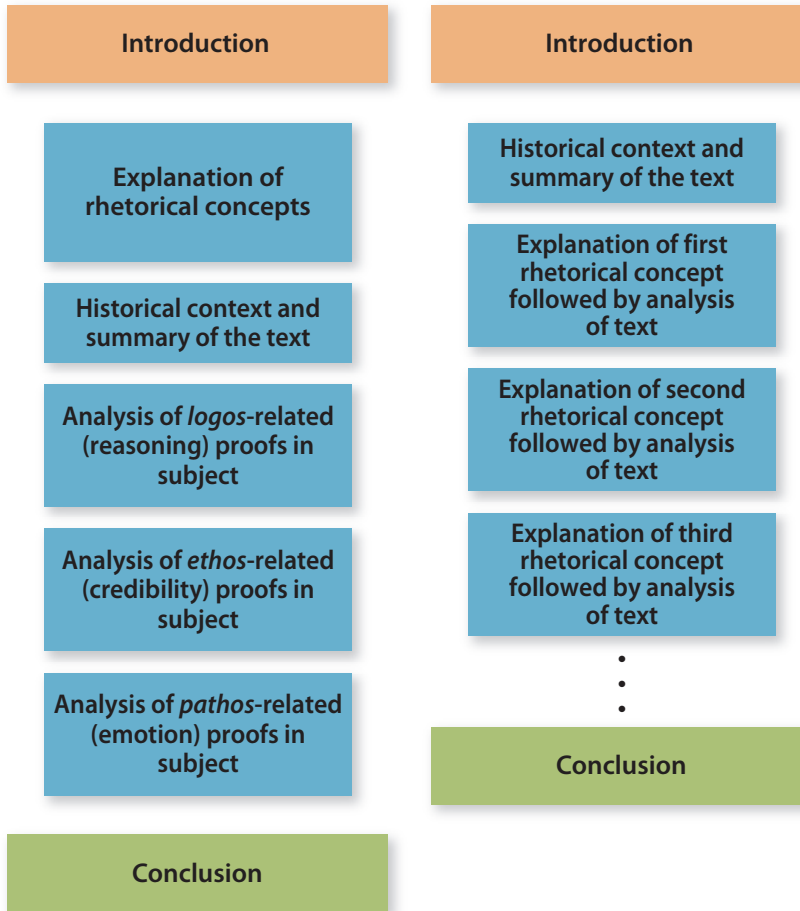 Introduction
Explanation of
rhetorical concepts
Historical context and
summary of the text
Analysis of logos-related
(reasoning) proofs in
subject
Analysis of ethos-related
(credibility) proofs in
subject
Analysis of pathos-related
(emotion) proofs in
subject
Conclusion
Introduction
Historical context and
summary of the text
Explanation of first
rhetorical concept
followed by analysis
of text
Explanation of second
rhetorical concept
followed by analysis
of text
Explanation of third
rhetorical concept
followed by analysis
of text
•
•
•
Conclusion